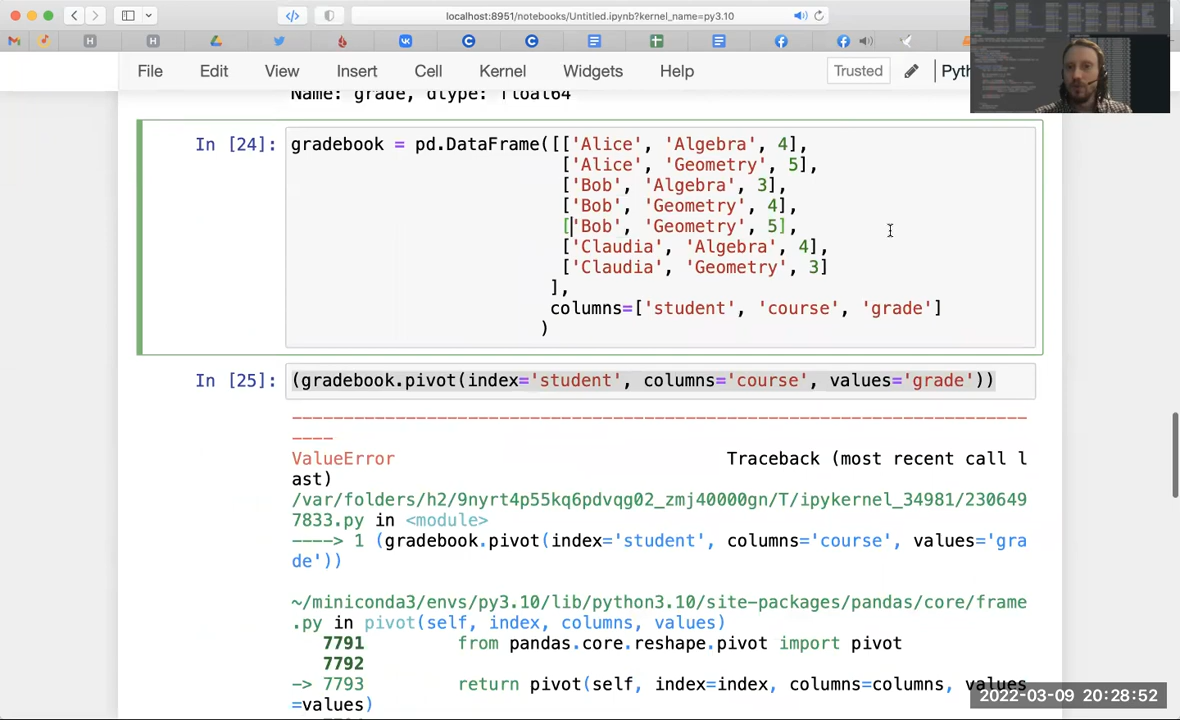 localhost:8951/notebooks/Untitled.ipynb?kernel_name=py3.10
File Edit View Insert Cell Kernel Widgets Help Trusted
Name: grade, dtype: float64
In [24]: gradebook = pd.DataFrame([['Alice', 'Algebra', 4],
['Alice', 'Geometry', 5],
['Bob', 'Algebra', 3],
['Bob', 'Geometry', 4],
['Bob', 'Geometry', 5],
['Claudia', 'Algebra', 4],
['Claudia', 'Geometry', 3]
],
columns=['student', 'course', 'grade']
)
In [25]: (gradebook.pivot(index='student', columns='course', values='grade'))
---------------------------------------------------------------------------
ValueError Traceback (most recent call l
ast)
/var/folders/h2/9nyrt4p55kq6pdvqg02_zmj40000gn/T/ipykernel_34981/230649
7833.py in <module>
----> 1 (gradebook.pivot(index='student', columns='course', values='gra
de'))
~/miniconda3/envs/py3.10/lib/python3.10/site-packages/pandas/core/frame
.py in pivot(self, index, columns, values)
7791 from pandas.core.reshape.pivot import pivot
7792
-> 7793 return pivot(self, index=index, columns=columns, values
=values)
2022-03-09 20:28:52